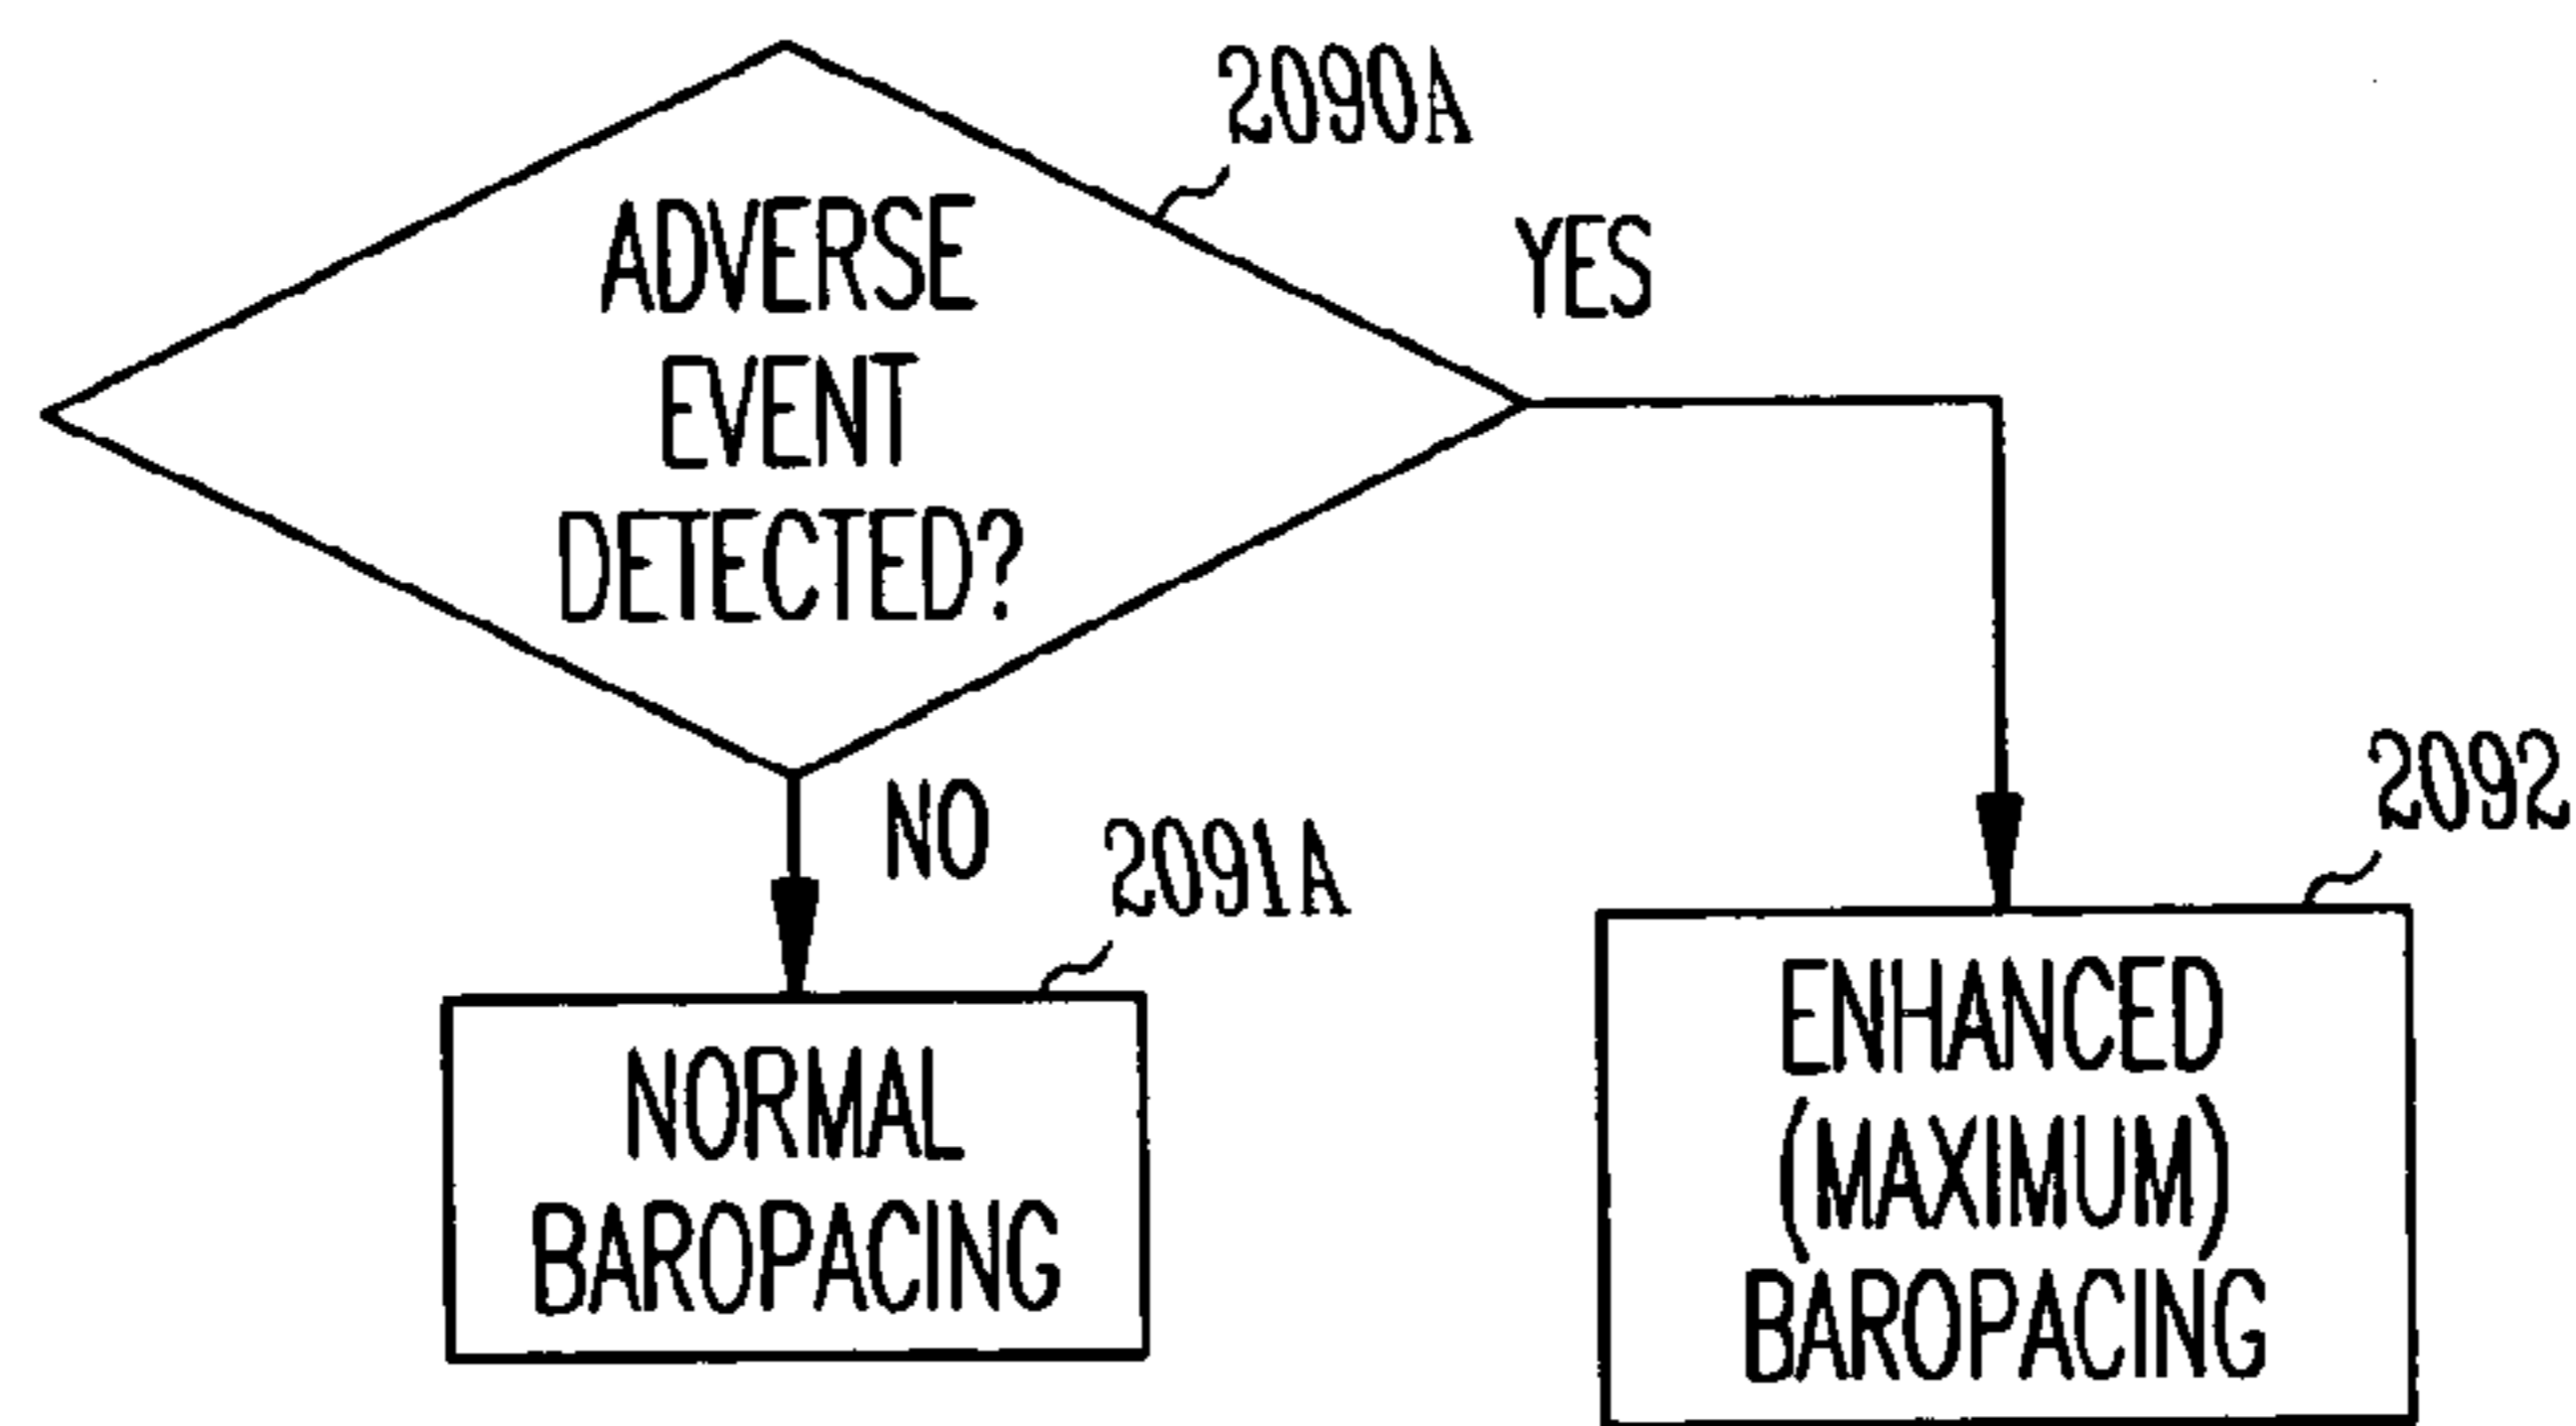 2090A
ADVERSE
EVENT
DETECTED?
YES
NO
2091A
NORMAL
BAROPACING
2092
ENHANCED
(MAXIMUM)
BAROPACING